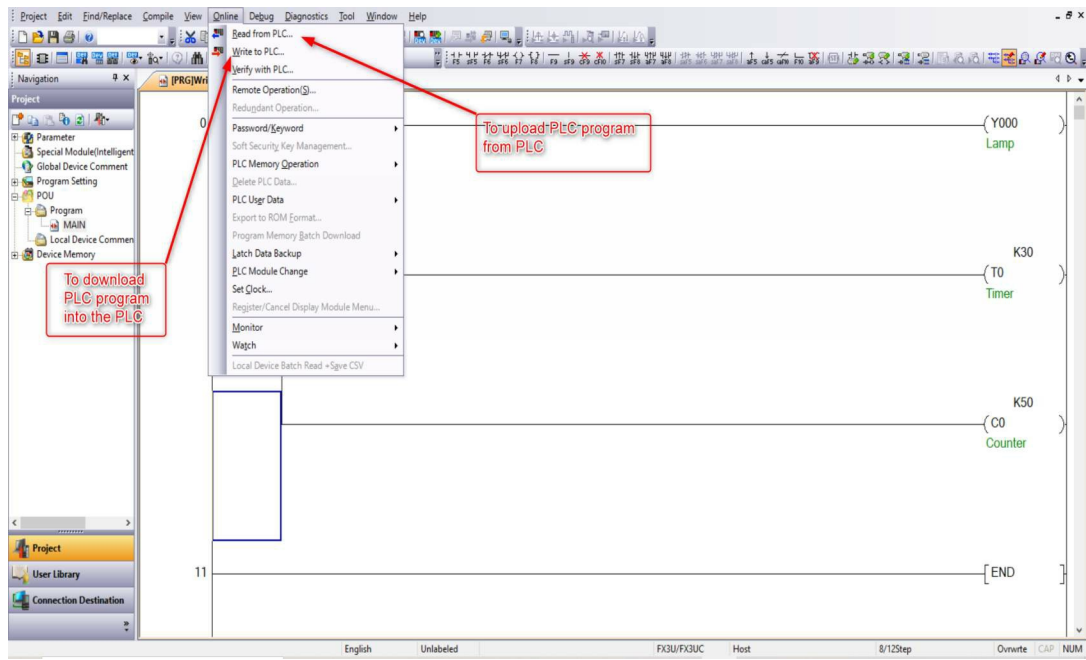 Project Edit Find/Replace Compile View Online Debug Diagnostics Tool Window Help
Navigation
[PRG]Wri
Project
Parameter
Special Module(Intelligent
Global Device Comment
Program Setting
POU
Program
MAIN
Local Device Commen
Device Memory
To download
PLC program
into the PLC
Read from PLC...
Write to PLC...
Verify with PLC...
Remote Operation(S)...
Redundant Operation...
Password/Keyword
Soft Security Key Management...
PLC Memory Operation
Delete PLC Data...
PLC User Data
Export to ROM Format...
Program Memory Batch Download
Latch Data Backup
PLC Module Change
Set Clock...
Register/Cancel Display Module Menu...
Monitor
Watch
Local Device Batch Read +Save CSV
To upload PLC program
from PLC
0
Y000
Lamp
K30
T0
Timer
K50
C0
Counter
11
END
Project
User Library
Connection Destination
English Unlabeled FX3U/FX3UC Host 8/12Step Ovrwrte CAP NUM